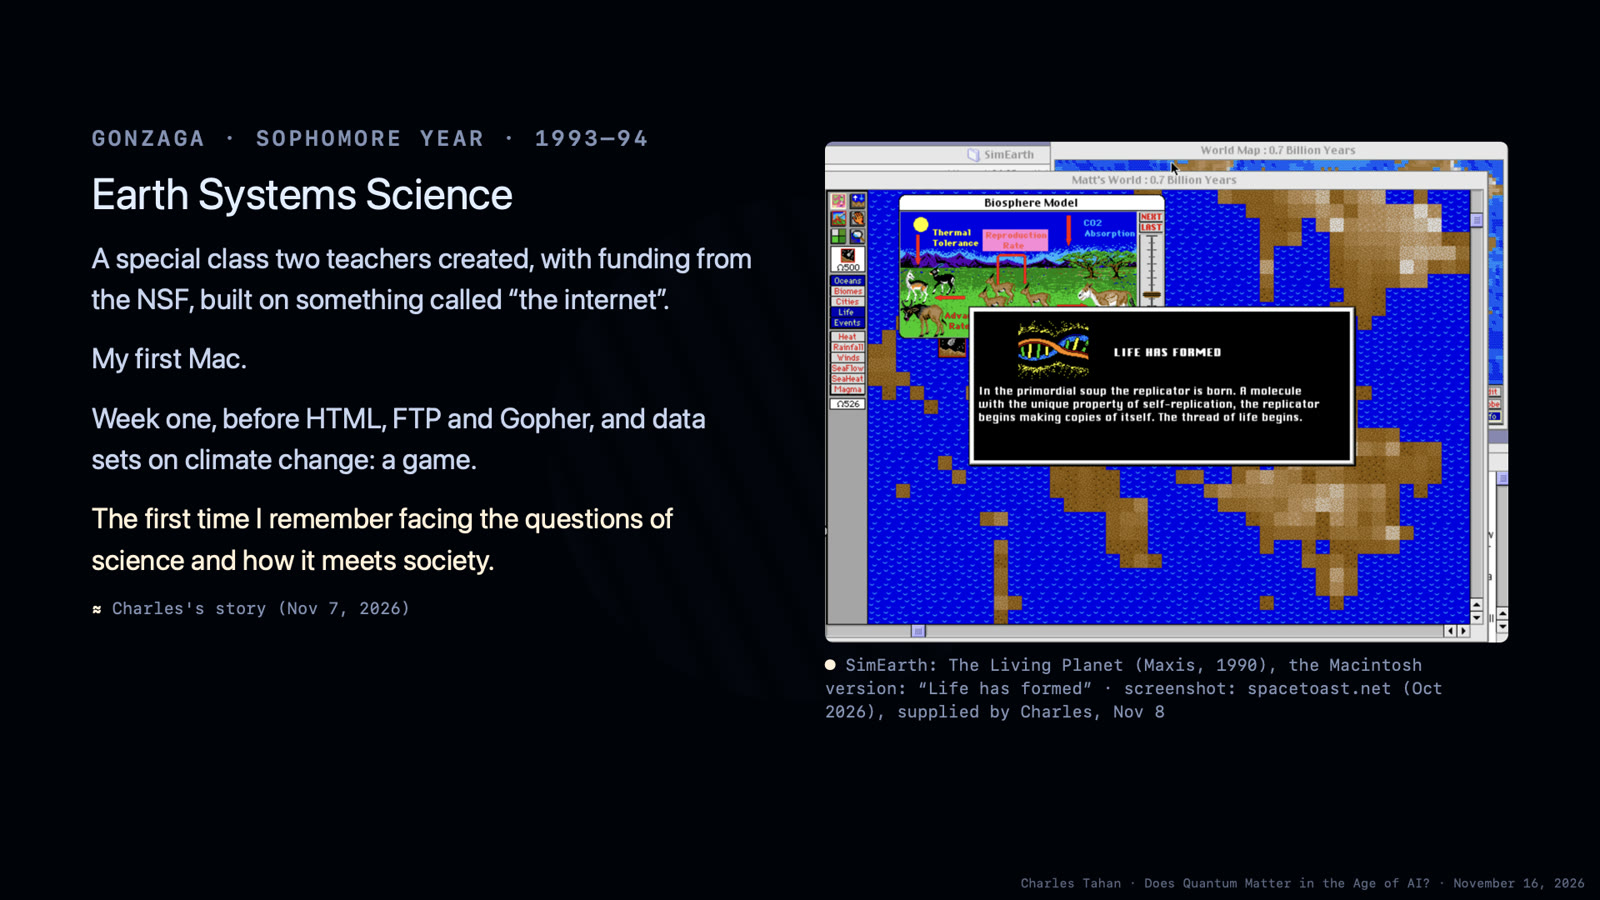 GONZAGA · SOPHOMORE YEAR · 1993–94
Earth Systems Science
A special class two teachers created, with funding from
the NSF, built on something called “the internet”.
My first Mac.
Week one, before HTML, FTP and Gopher, and data
sets on climate change: a game.
The first time I remember facing the questions of
science and how it meets society.
≈ Charles's story (Nov 7, 2026)
SimEarth
World Map : 0.7 Billion Years
Matt's World : 0.7 Billion Years
Biosphere Model
Thermal
Tolerance
Reproduction
Rate
CO2
Absorption
NEXT
LAST
Ω500
Oceans
Biomes
Cities
Life
Events
Heat
Rainfall
Winds
SeaFlow
SeaHeat
Magma
Ω526
Rate
LIFE HAS FORMED
In the primordial soup the replicator is born. A molecule
with the unique property of self-replication, the replicator
begins making copies of itself. The thread of life begins.
SimEarth: The Living Planet (Maxis, 1990), the Macintosh
version: “Life has formed” · screenshot: spacetoast.net (Oct
2026), supplied by Charles, Nov 8
Charles Tahan · Does Quantum Matter in the Age of AI? · November 16, 2026